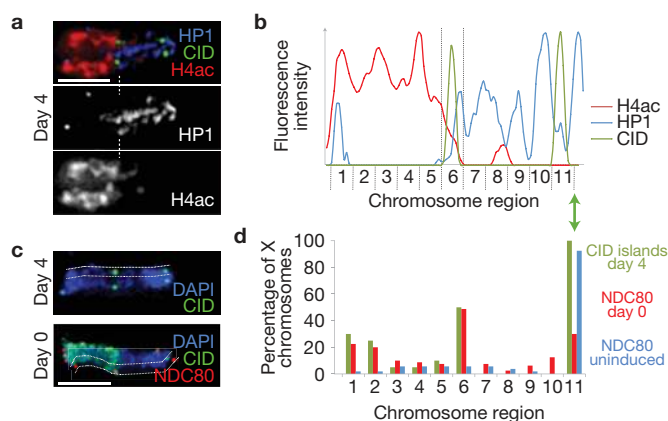 a
HP1
CID
H4ac
Day 4
HP1
H4ac
b
Fluorescence
intensity
H4ac
HP1
CID
1 2 3 4 5 6 7 8 9 10 11
Chromosome region
c
Day 4
DAPI
CID
Day 0
DAPI
CID
NDC80
d
Percentage of X
chromosomes
100
80
60
40
20
0
1 2 3 4 5 6 7 8 9 10 11
Chromosome region
CID islands
day 4
NDC80
day 0
NDC80
uninduced